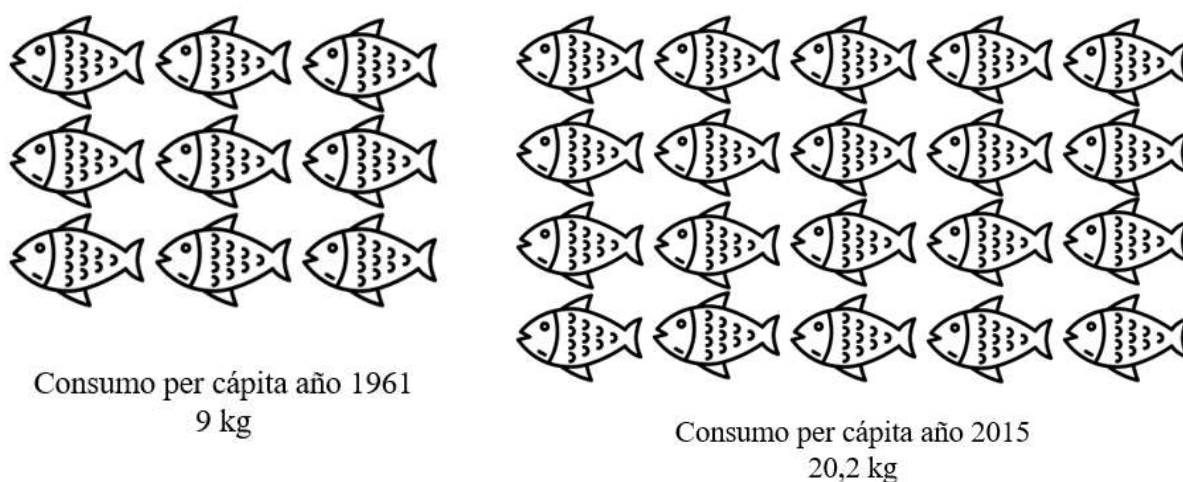 Consumo per cápita año 1961
9 kg
Consumo per cápita año 2015
20,2 kg